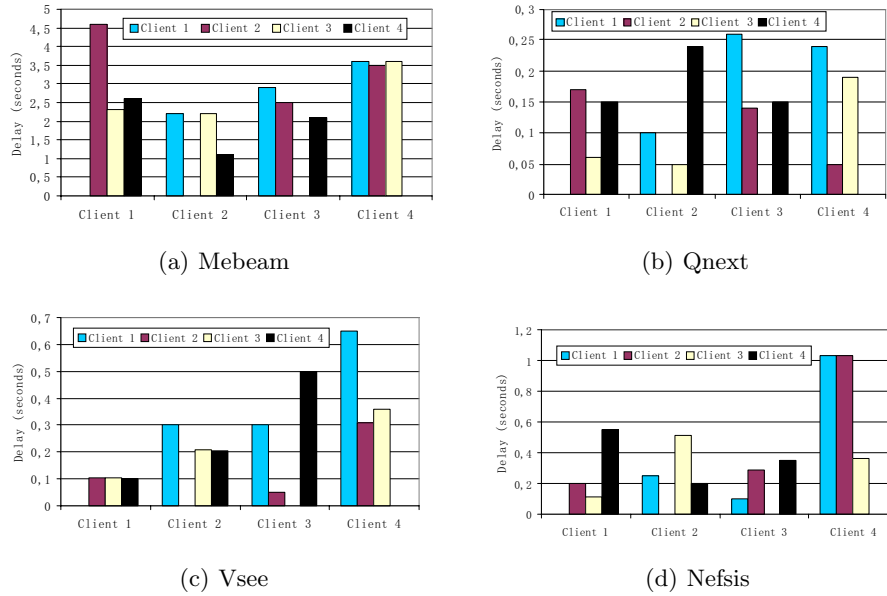 5
4,5
4
3,5
3
2,5
2
1,5
1
0,5
0
Delay (seconds)
Client 1 Client 2 Client 3 Client 4
Client 1 Client 2 Client 3 Client 4
(a) Mebeam
0,3
0,25
0,2
0,15
0,1
0,05
0
Delay (seconds)
Client 1 Client 2 Client 3 Client 4
Client 1 Client 2 Client 3 Client 4
(b) Qnext
0,7
0,6
0,5
0,4
0,3
0,2
0,1
0
Delay (seconds)
Client 1 Client 2 Client 3 Client 4
Client 1 Client 2 Client 3 Client 4
(c) Vsee
1,2
1
0,8
0,6
0,4
0,2
0
Delay (seconds)
Client 1 Client 2 Client 3 Client 4
Client 1 Client 2 Client 3 Client 4
(d) Nefsis